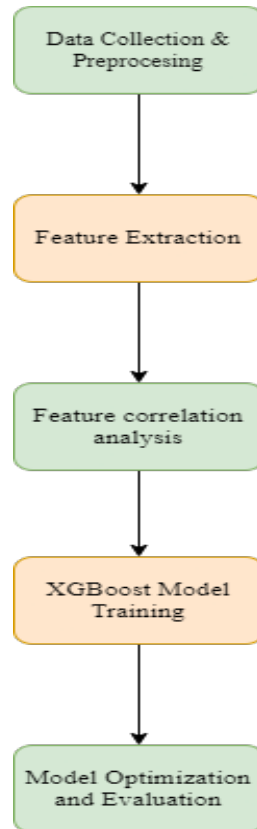 Data Collection &
Preprocesing
Feature Extraction
Feature correlation
analysis
XGBoost Model
Training
Model Optimization
and Evaluation